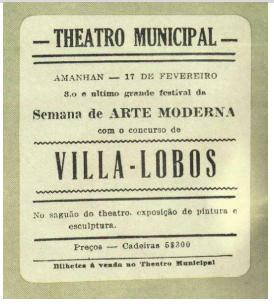 — THEATRO MUNICIPAL —
AMANHAN — 17 DE FEVEREIRO
3.o e ultimo grande festival da
Semana de ARTE MODERNA
com o concurso de
VILLA-LOBOS
No saguão do theatro, exposição de pintura e
esculptura.
Preços — Cadeiras 5$300
Bilhetes á venda no Theatro Municipal